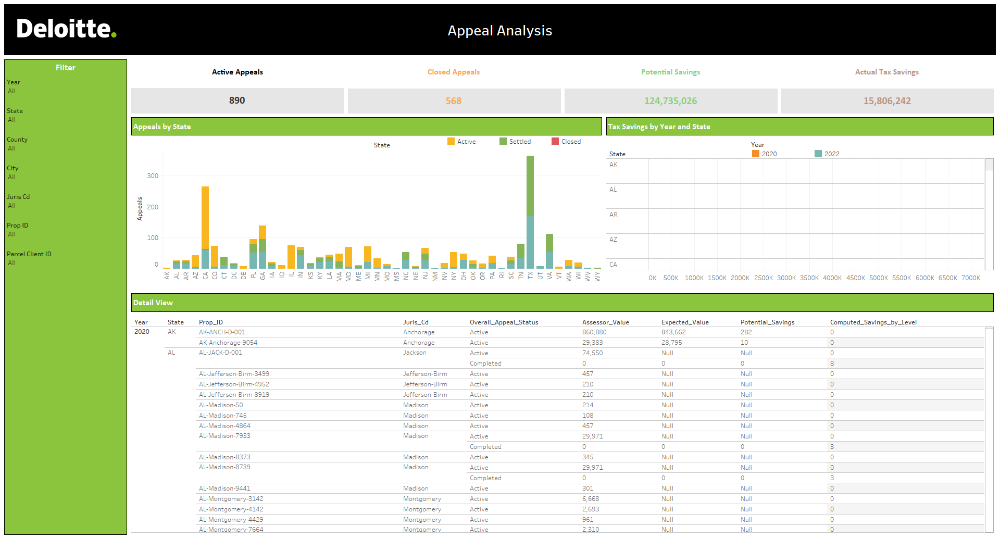 Deloitte.
Appeal Analysis
Filter
Year
All
State
All
County
All
City
All
Juris Cd
All
Prop ID
All
Parcel Client ID
All
Active Appeals Closed Appeals Potential Savings Actual Tax Savings
890 568 124,735,026 15,806,242
Appeals by State
State
Active Settled Closed
Appeals
300
200
100
0
AK AL AR AZ CA CO CT DC DE FL GA IA ID IL IN KS KY LA MA MD ME MI MN MO MS NC NE NJ NM NV NY OH OK OR PA RI SC TN TX UT VA VT WA WI WV WY
Tax Savings by Year and State
Year
State 2020 2022
AK
AL
AR
AZ
CA
0K 500K 1000K 1500K 2000K 2500K 3000K 3500K 4000K 4500K 5000K 5500K 6000K 6500K 7000K
Detail View
Year State Prop_ID Juris_Cd Overall_Appeal_Status Assessor_Value Expected_Value Potential_Savings Computed_Savings_by_Level
2020 AK AK-ANCH-D-001 Anchorage Active 860,880 843,662 282 0
AK-Anchorage-9054 Anchorage Active 29,383 28,795 10 0
AL AL-JACK-D-001 Jackson Active 74,550 Null Null 0
Completed 0 0 0 8
AL-Jefferson-Birm-3499 Jefferson-Birm Active 457 Null Null 0
AL-Jefferson-Birm-4952 Jefferson-Birm Active 210 Null Null 0
AL-Jefferson-Birm-8919 Jefferson-Birm Active 210 Null Null 0
AL-Madison-50 Madison Active 214 Null Null 0
AL-Madison-745 Madison Active 108 Null Null 0
AL-Madison-4864 Madison Active 457 Null Null 0
AL-Madison-7933 Madison Active 29,971 Null Null 0
Completed 0 0 0 3
AL-Madison-8373 Madison Active 345 Null Null 0
AL-Madison-8739 Madison Active 29,971 Null Null 0
Completed 0 0 0 3
AL-Madison-9441 Madison Active 301 Null Null 0
AL-Montgomery-3142 Montgomery Active 6,668 Null Null 0
AL-Montgomery-4142 Montgomery Active 2,693 Null Null 0
AL-Montgomery-4429 Montgomery Active 961 Null Null 0
AL-Montgomery-7664 Montgomery Active 2,310 Null Null 0